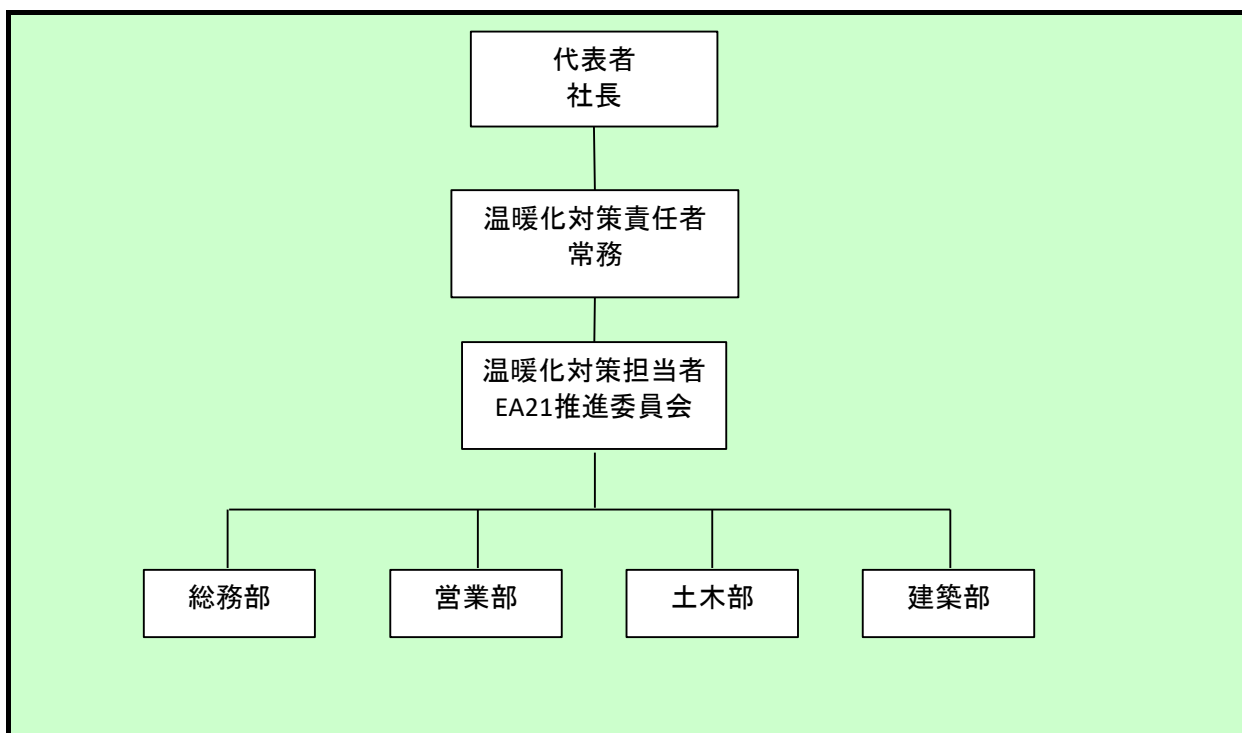 代表者
社長
温暖化対策責任者
常務
温暖化対策担当者
EA21推進委員会
総務部
営業部
土木部
建築部